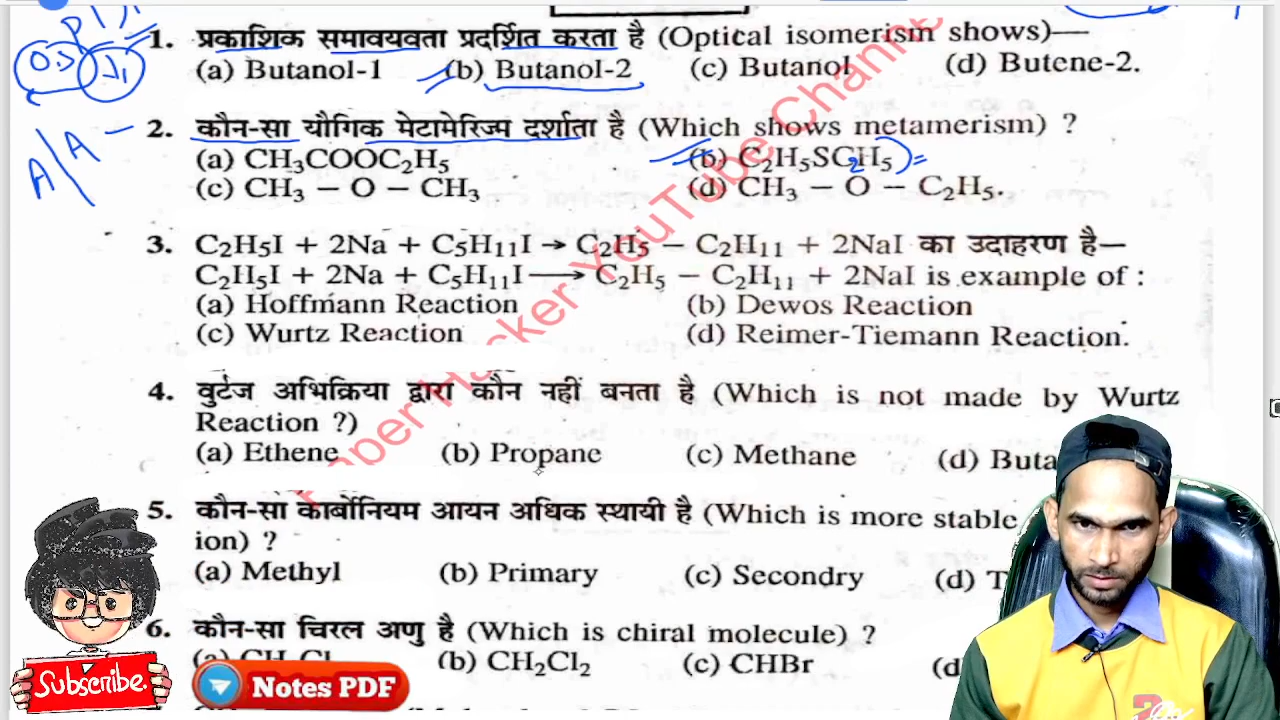 1. प्रकाशिक समावयवता प्रदर्शित करता है (Optical isomerism shows)—
(a) Butanol-1 (b) Butanol-2 (c) Butanol (d) Butene-2.
2. कौन-सा यौगिक मेटामेरिज्म दर्शाता है (Which shows metamerism) ?
(a) CH₃COOC₂H₅ (b) C₂H₅SC₂H₅
(c) CH₃ – O – CH₃ (d) CH₃ – O – C₂H₅.
3. C₂H₅I + 2Na + C₅H₁₁I → C₂H₅ – C₂H₁₁ + 2NaI का उदाहरण है—
C₂H₅I + 2Na + C₅H₁₁I ⟶ C₂H₅ – C₂H₁₁ + 2NaI is example of :
(a) Hoffmann Reaction (b) Dewos Reaction
(c) Wurtz Reaction (d) Reimer-Tiemann Reaction.
4. वुर्टज अभिक्रिया द्वारा कौन नहीं बनता है (Which is not made by Wurtz
Reaction ?)
(a) Ethene (b) Propane (c) Methane (d) Buta
5. कौन-सा कार्बोनियम आयन अधिक स्थायी है (Which is more stable
ion) ?
(a) Methyl (b) Primary (c) Secondry (d) T
6. कौन-सा चिरल अणु है (Which is chiral molecule) ?
(b) CH₂Cl₂ (c) CHBr (d)
A/A
YouTube Channe
Subscribe.
Notes PDF